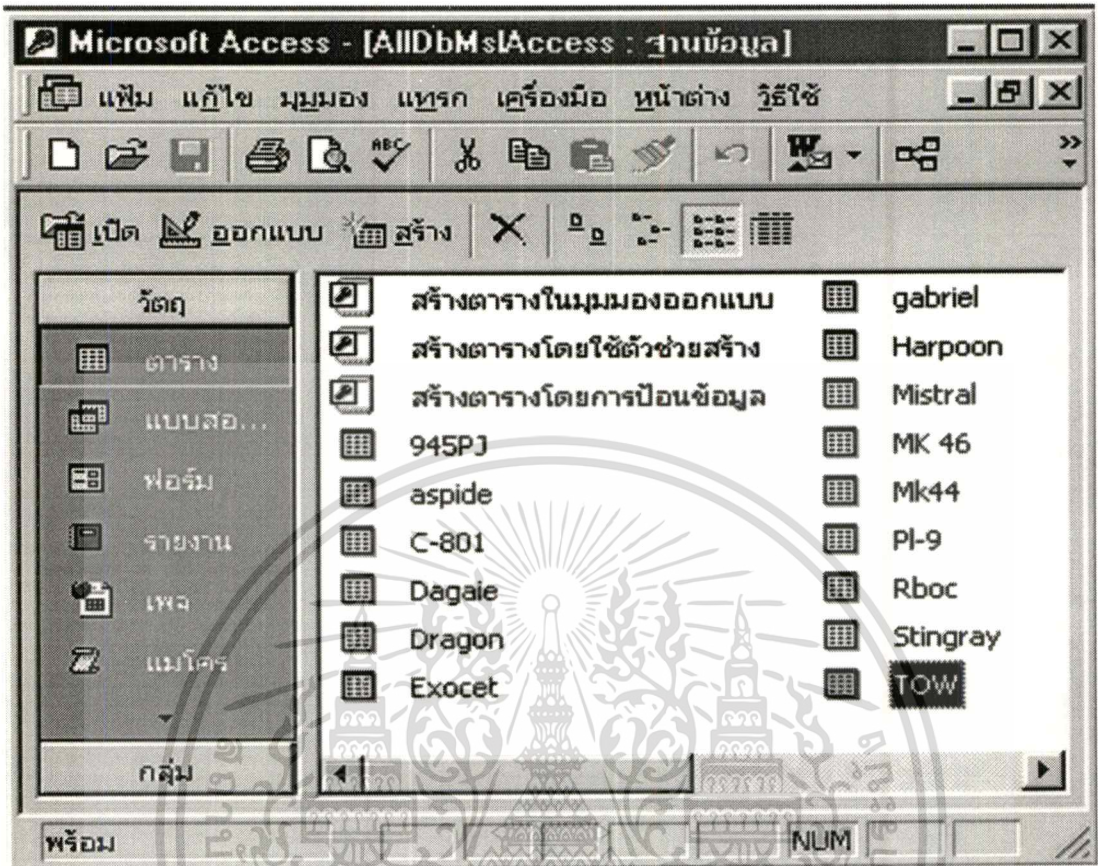 Microsoft Access - [AllDbMslAccess : ฐานข้อมูล]
แฟ้ม แก้ไข มุมมอง แทรก เครื่องมือ หน้าต่าง วิธีใช้
เปิด ออกแบบ สร้าง
วัตถุ
ตาราง
แบบสอ...
ฟอร์ม
รายงาน
เพจ
แมโคร
กลุ่ม
สร้างตารางในมุมมองออกแบบ
สร้างตารางโดยใช้ตัวช่วยสร้าง
สร้างตารางโดยการป้อนข้อมูล
945PJ
aspide
C-801
Dagaie
Dragon
Exocet
gabriel
Harpoon
Mistral
MK 46
Mk44
Pl-9
Rboc
Stingray
TOW
พร้อม
NUM